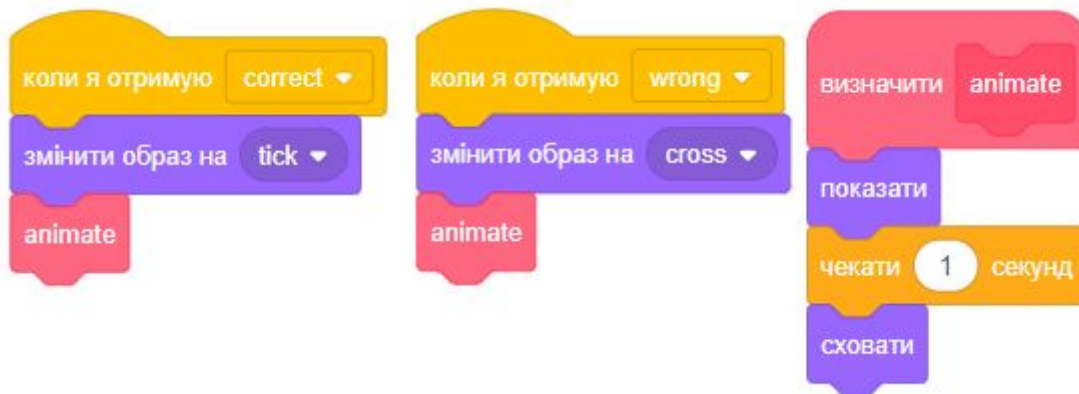 коли я отримую correct
змінити образ на tick
animate
коли я отримую wrong
змінити образ на cross
animate
визначити animate
показати
чекати 1 секунд
сховати